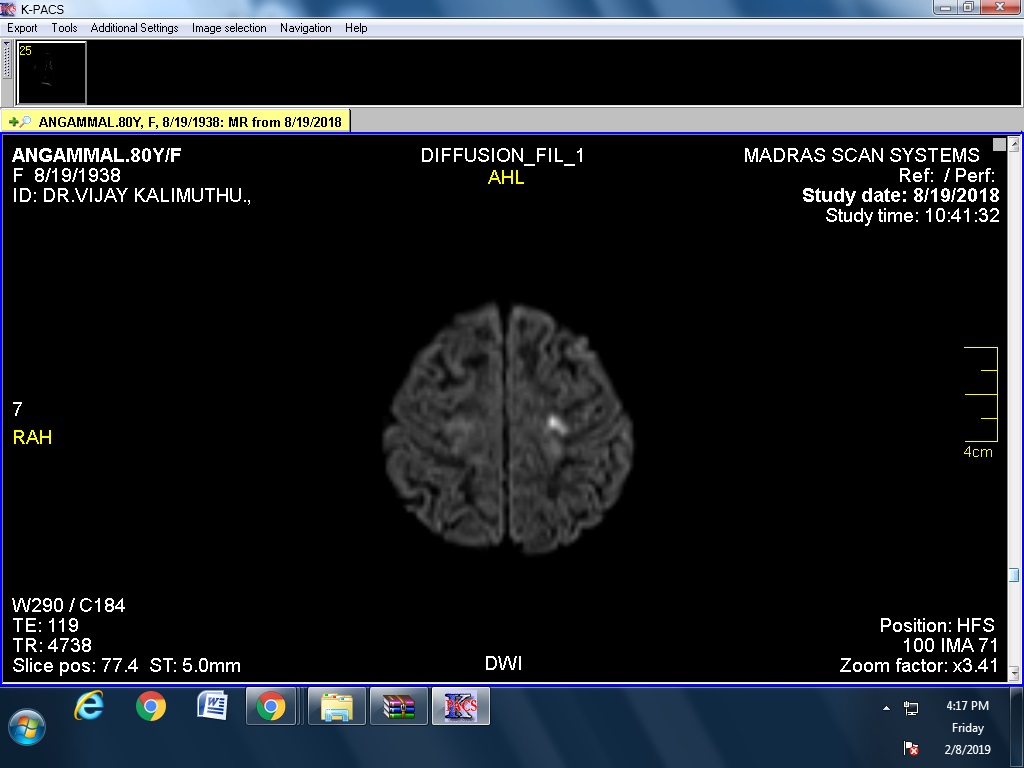 K-PACS
Export Tools Additional Settings Image selection Navigation Help
25
ANGAMMAL.80Y, F, 8/19/1938: MR from 8/19/2018
ANGAMMAL.80Y/F
F 8/19/1938
ID: DR.VIJAY KALIMUTHU.,
DIFFUSION_FIL_1
AHL
MADRAS SCAN SYSTEMS
Ref: / Perf:
Study date: 8/19/2018
Study time: 10:41:32
7
RAH
4cm
W290 / C184
TE: 119
TR: 4738
Slice pos: 77.4 ST: 5.0mm
DWI
Position: HFS
100 IMA 71
Zoom factor: x3.41
K
PACS
4:17 PM
Friday
2/8/2019